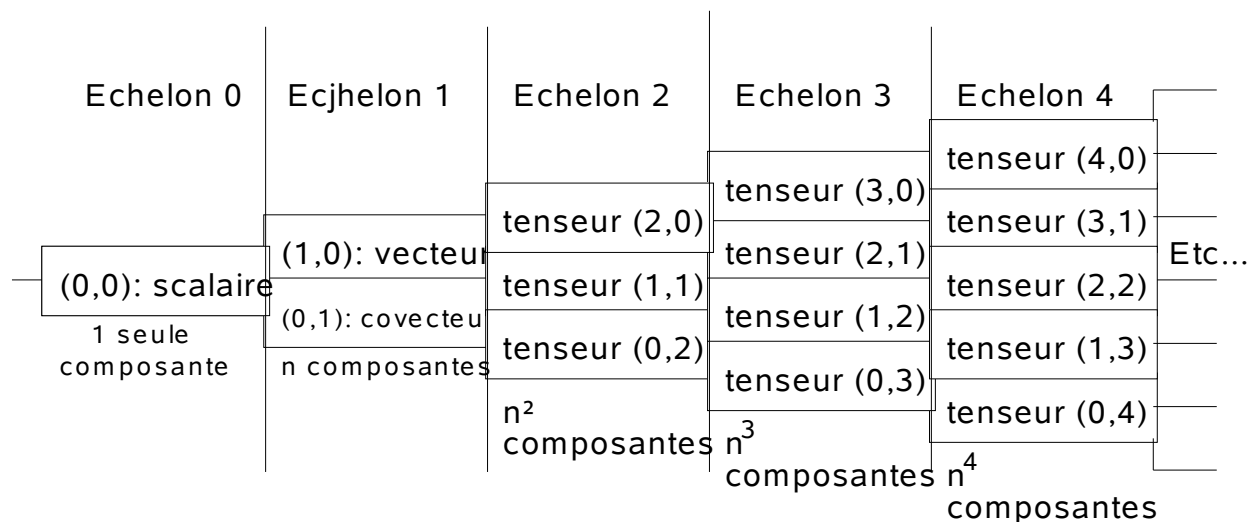 Echelon 0
Ecjhelon 1
Echelon 2
Echelon 3
Echelon 4
(0,0): scalaire
1 seule
composante
(1,0): vecteur
(0,1): covecteu
n composantes
tenseur (2,0)
tenseur (1,1)
tenseur (0,2)
n²
composantes
tenseur (3,0)
tenseur (2,1)
tenseur (1,2)
tenseur (0,3)
n³
composantes
tenseur (4,0)
tenseur (3,1)
tenseur (2,2)
tenseur (1,3)
tenseur (0,4)
n⁴
composantes
Etc...